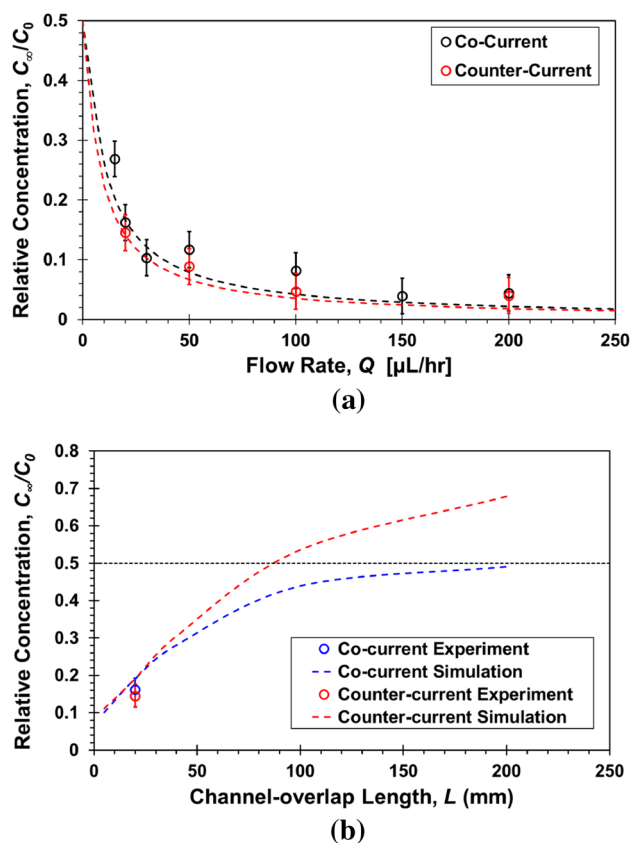 0.5
0.4
0.3
0.2
0.1
0
Relative Concentration, C∞/C0
Co-Current
Counter-Current
0 50 100 150 200 250
Flow Rate, Q [µL/hr]
(a)
0.8
0.7
0.6
0.5
0.4
0.3
0.2
0.1
0
Relative Concentration, C∞/C0
Co-current Experiment
Co-current Simulation
Counter-current Experiment
Counter-current Simulation
0 50 100 150 200 250
Channel-overlap Length, L (mm)
(b)